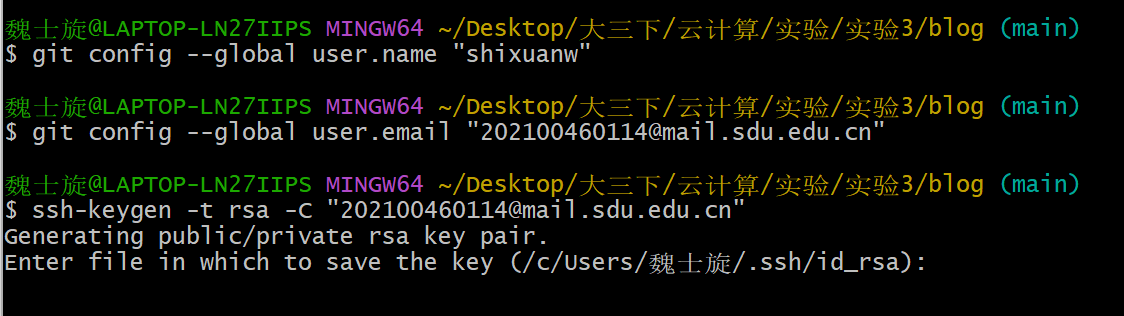 魏士旋@LAPTOP-LN27IIPS MINGW64 ~/Desktop/大三下/云计算/实验/实验3/blog (main)
$ git config --global user.name "shixuanw"
魏士旋@LAPTOP-LN27IIPS MINGW64 ~/Desktop/大三下/云计算/实验/实验3/blog (main)
$ git config --global user.email "202100460114@mail.sdu.edu.cn"
魏士旋@LAPTOP-LN27IIPS MINGW64 ~/Desktop/大三下/云计算/实验/实验3/blog (main)
$ ssh-keygen -t rsa -C "202100460114@mail.sdu.edu.cn"
Generating public/private rsa key pair.
Enter file in which to save the key (/c/Users/魏士旋/.ssh/id_rsa):